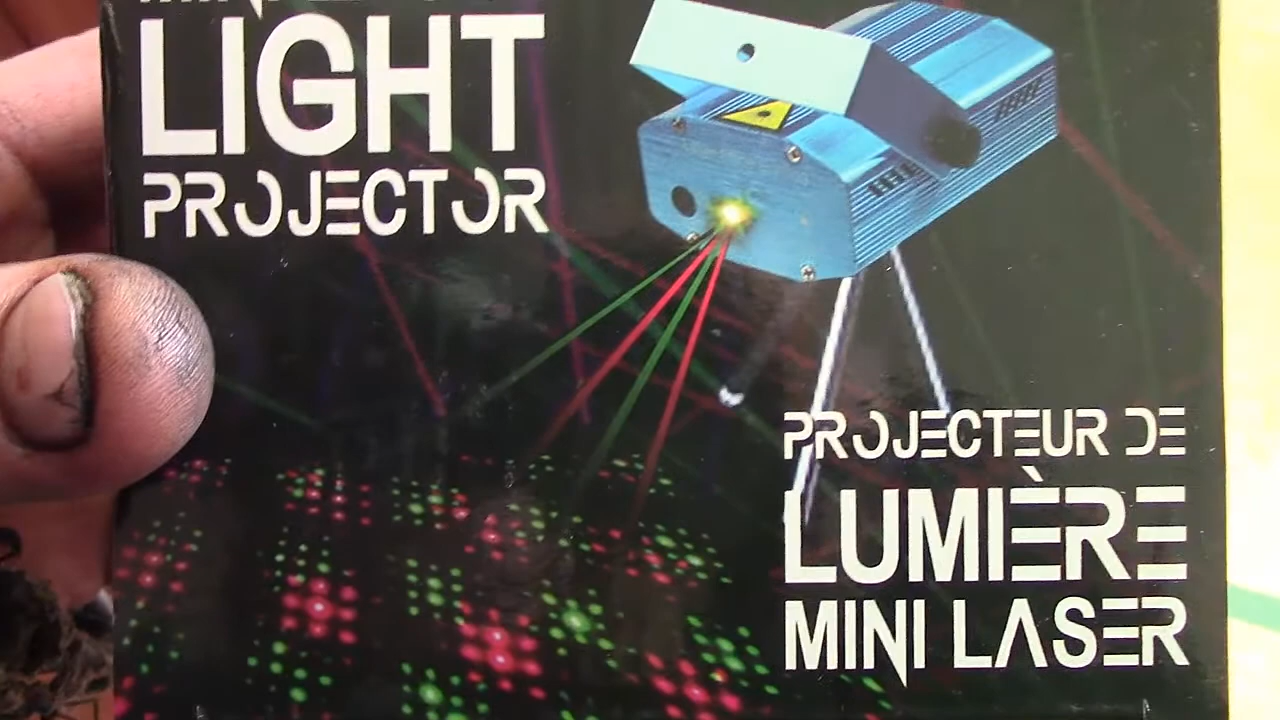 LIGHT
PROJECTOR
PROJECTEUR DE
LUMIÈRE
MINI LASER